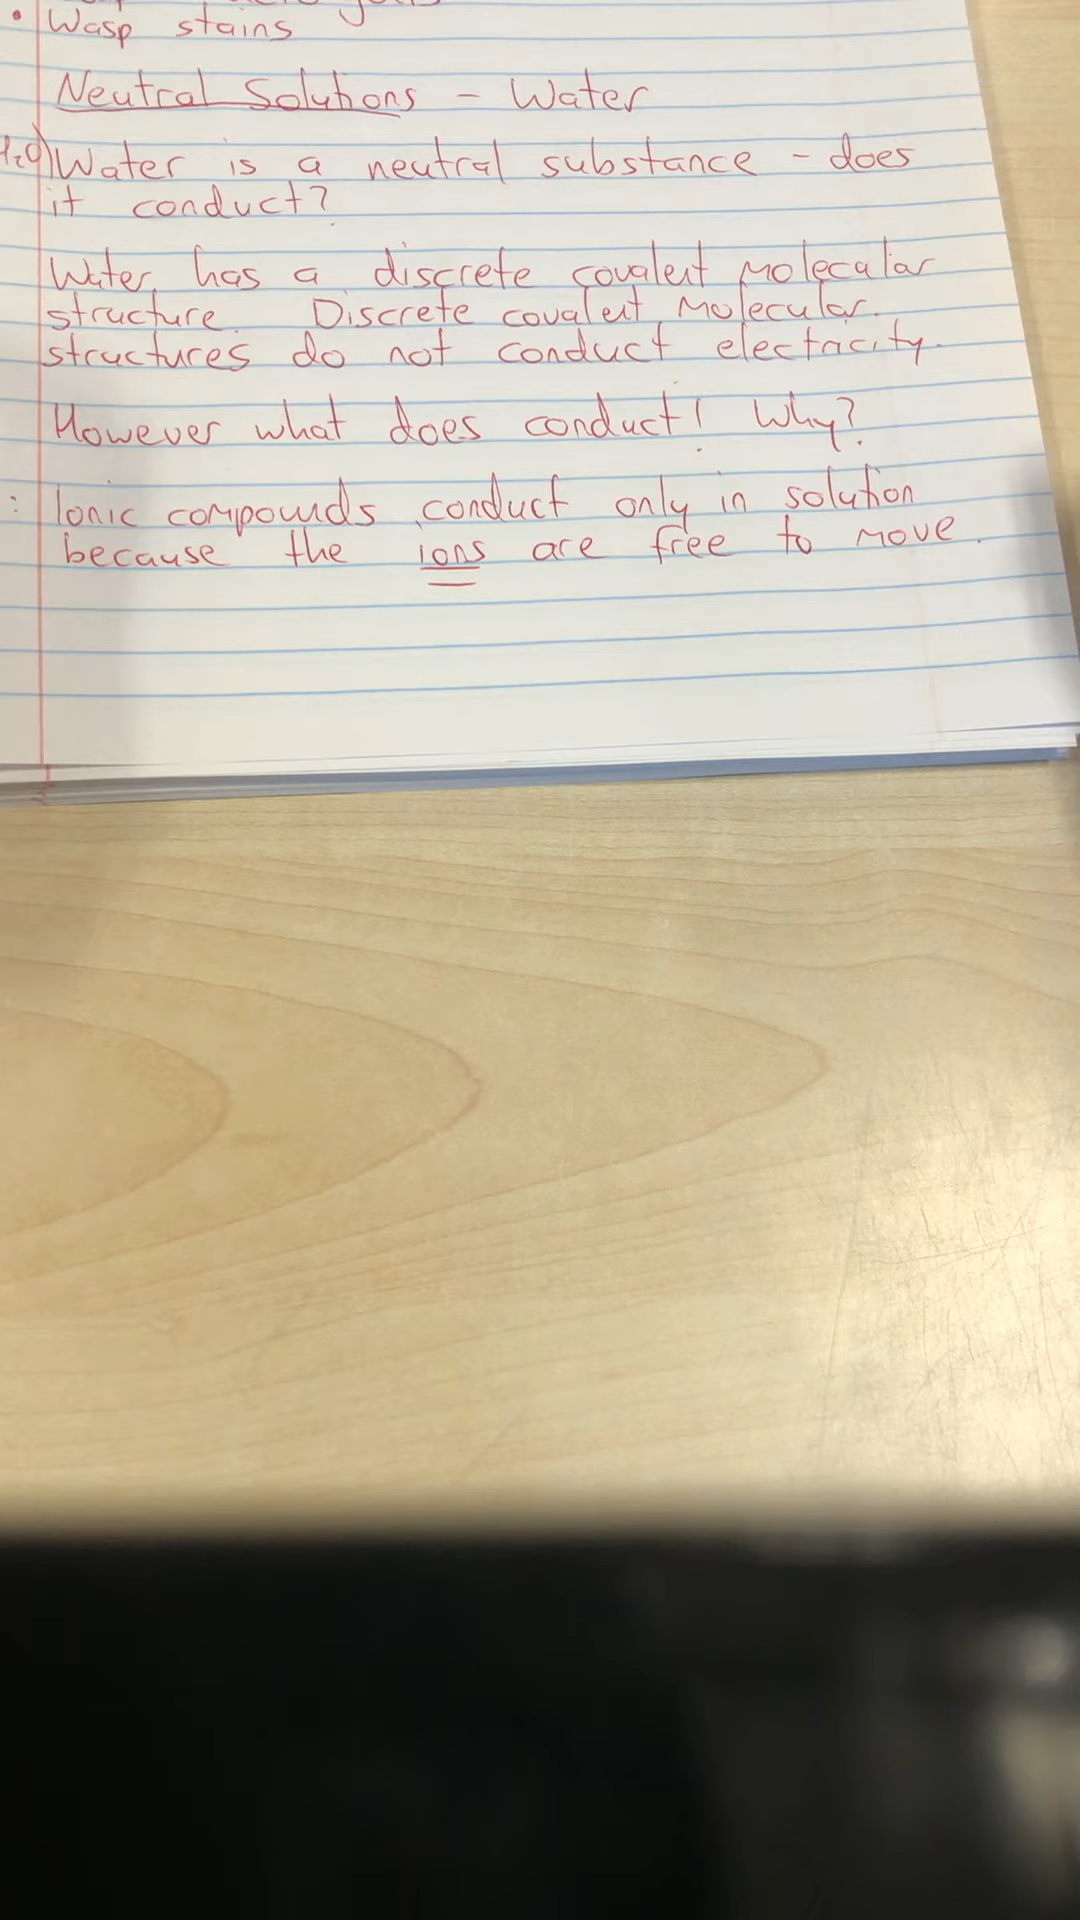 • Wasp stains
Neutral Solutions - Water
Water is a neutral substance - does
it conduct?
Water has a discrete covalent molecular
structure. Discrete covalent molecular
structures do not conduct electricity.
However what does conduct! Why?
: Ionic compounds conduct only in solution
because the ions are free to move.